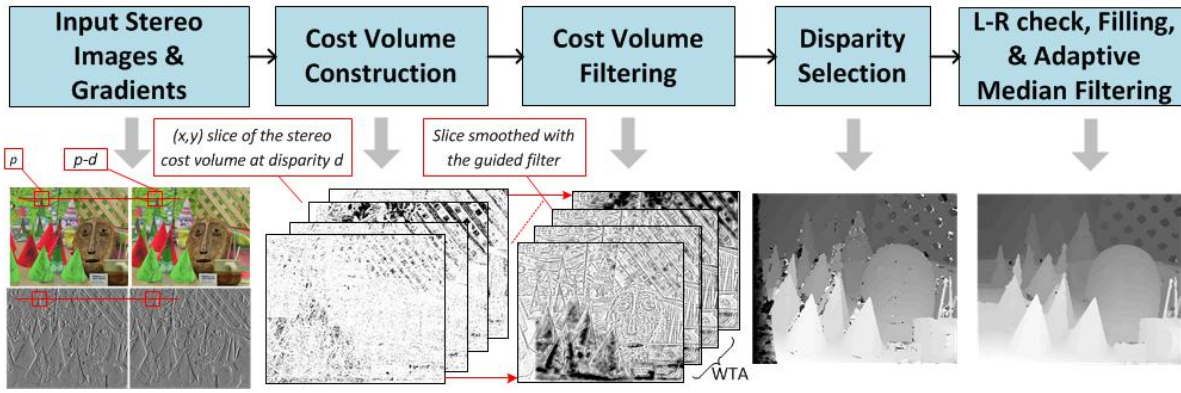 Input Stereo
Images &
Gradients
Cost Volume
Construction
Cost Volume
Filtering
Disparity
Selection
L-R check, Filling,
& Adaptive
Median Filtering
p
p-d
(x,y) slice of the stereo
cost volume at disparity d
Slice smoothed with
the guided filter
WTA